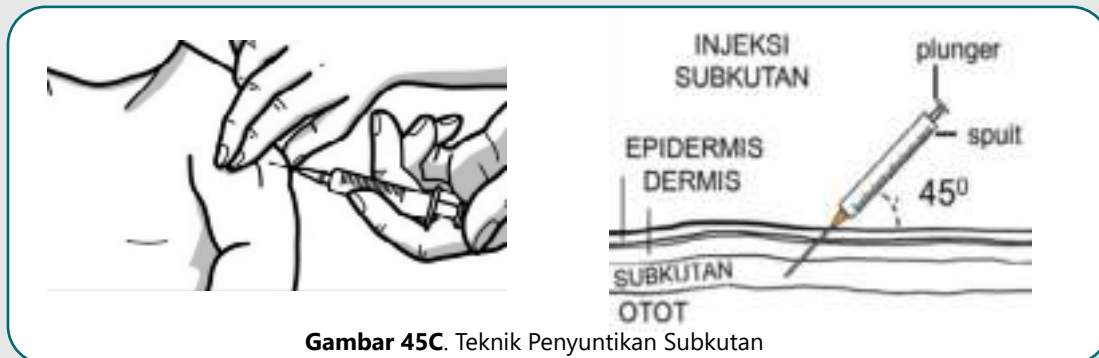 INJEKSI
SUBKUTAN
plunger
spuit
EPIDERMIS
DERMIS
45⁰
SUBKUTAN
OTOT
Gambar 45C. Teknik Penyuntikan Subkutan